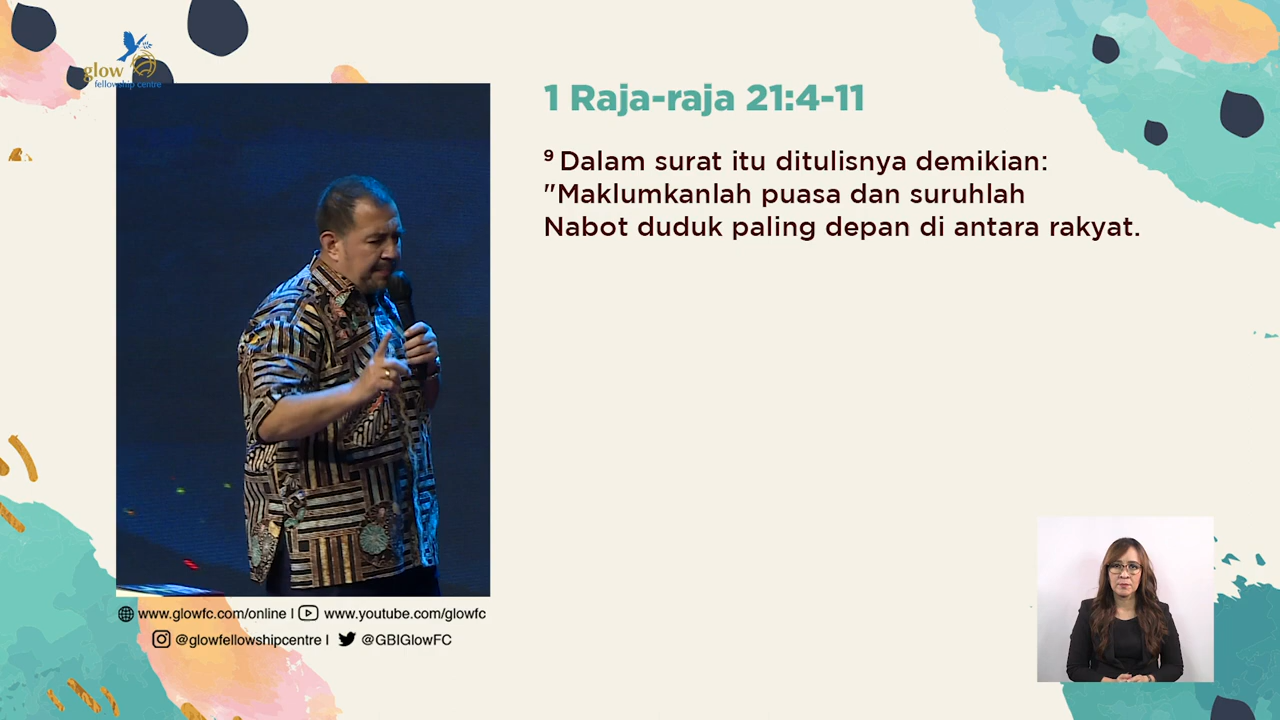 glow
fellowship centre
1 Raja-raja 21:4-11
9 Dalam surat itu ditulisnya demikian:
"Maklumkanlah puasa dan suruhlah
Nabot duduk paling depan di antara rakyat.
www.glowfc.com/online I www.youtube.com/glowfc
@glowfellowshipcentre I @GBIGlowFC